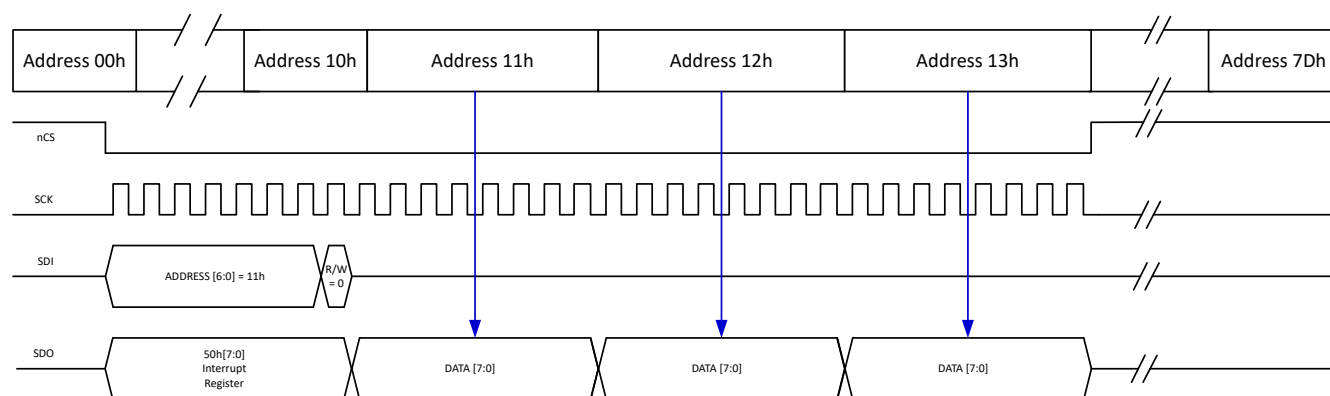 Address 00h
Address 10h
Address 11h
Address 12h
Address 13h
Address 7Dh
nCS
SCK
SDI
ADDRESS [6:0] = 11h
R/W
= 0
SDO
50h[7:0]
Interrupt
Register
DATA [7:0]
DATA [7:0]
DATA [7:0]